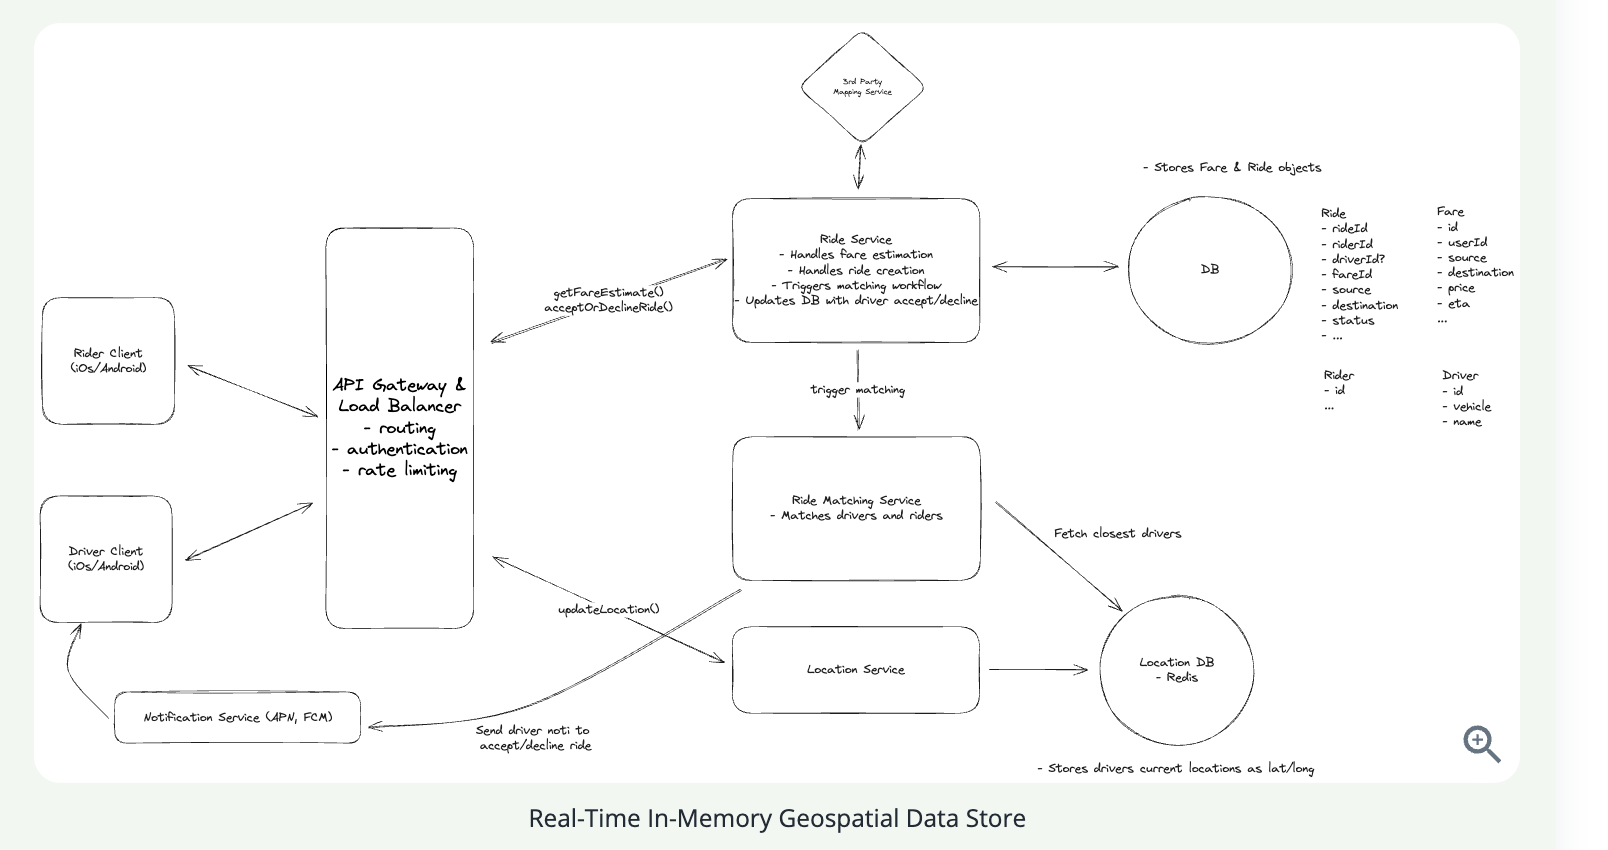 3rd Party
Mapping Service
- Stores Fare & Ride objects
Ride Service
- Handles fare estimation
- Handles ride creation
- Triggers matching workflow
- Updates DB with driver accept/decline
DB
Ride
- rideId
- riderId
- driverId?
- fareId
- source
- destination
- status
- ...
Fare
- id
- userId
- source
- destination
- price
- eta
...
Rider
- id
...
Driver
- id
- vehicle
- name
getFareEstimate()
acceptOrDeclineRide()
Rider Client
(iOs/Android)
API Gateway &
Load Balancer
- routing
- authentication
- rate limiting
trigger matching
Ride Matching Service
- Matches drivers and riders
Fetch closest drivers
Driver Client
(iOs/Android)
updateLocation()
Location Service
Location DB
- Redis
Notification Service (APN, FCM)
Send driver noti to
accept/decline ride
- Stores drivers current locations as lat/long
Real-Time In-Memory Geospatial Data Store